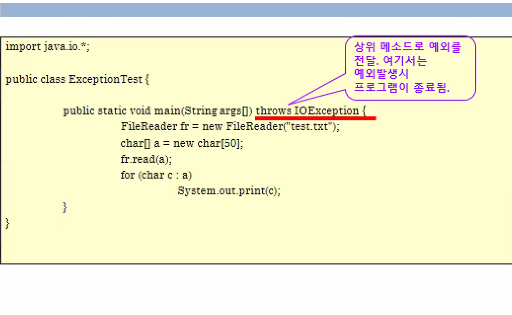 상위 메소드로 예외를
전달. 여기서는
예외발생시
프로그램이 종료됨.
import java.io.*;
public class ExceptionTest {
public static void main(String args[]) throws IOException {
FileReader fr = new FileReader("test.txt");
char[] a = new char[50];
fr.read(a);
for (char c : a)
System.out.print(c);
}
}